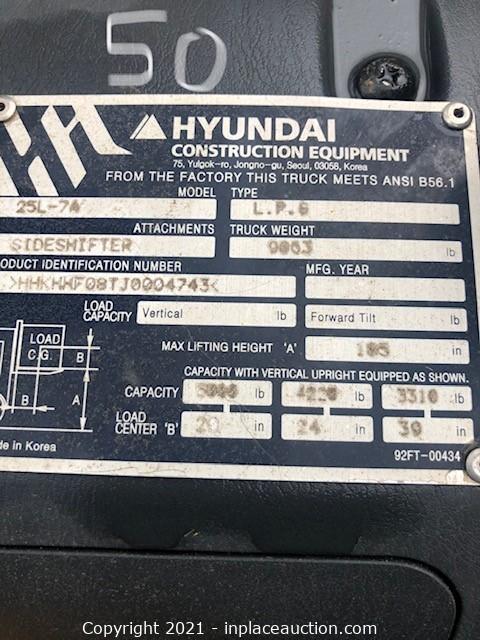 50
HYUNDAI
CONSTRUCTION EQUIPMENT
75, Yulgok-ro, Jongno-gu, Seoul, 03058, Korea
FROM THE FACTORY THIS TRUCK MEETS ANSI B56.1
MODEL TYPE
25L-7A L.P.G
ATTACHMENTS TRUCK WEIGHT
SIDESHIFTER lb
PRODUCT IDENTIFICATION NUMBER MFG. YEAR
>HHKHHF08TJ0004743<
LOAD CAPACITY Vertical lb Forward Tilt lb
MAX LIFTING HEIGHT 'A' 185 in
LOAD
C.G.
B
A
B
CAPACITY WITH VERTICAL UPRIGHT EQUIPPED AS SHOWN.
CAPACITY lb lb 3310 lb
LOAD CENTER 'B' in 24 in 30 in
de in Korea
92FT-00434
Copyright 2021 - inplaceauction.com